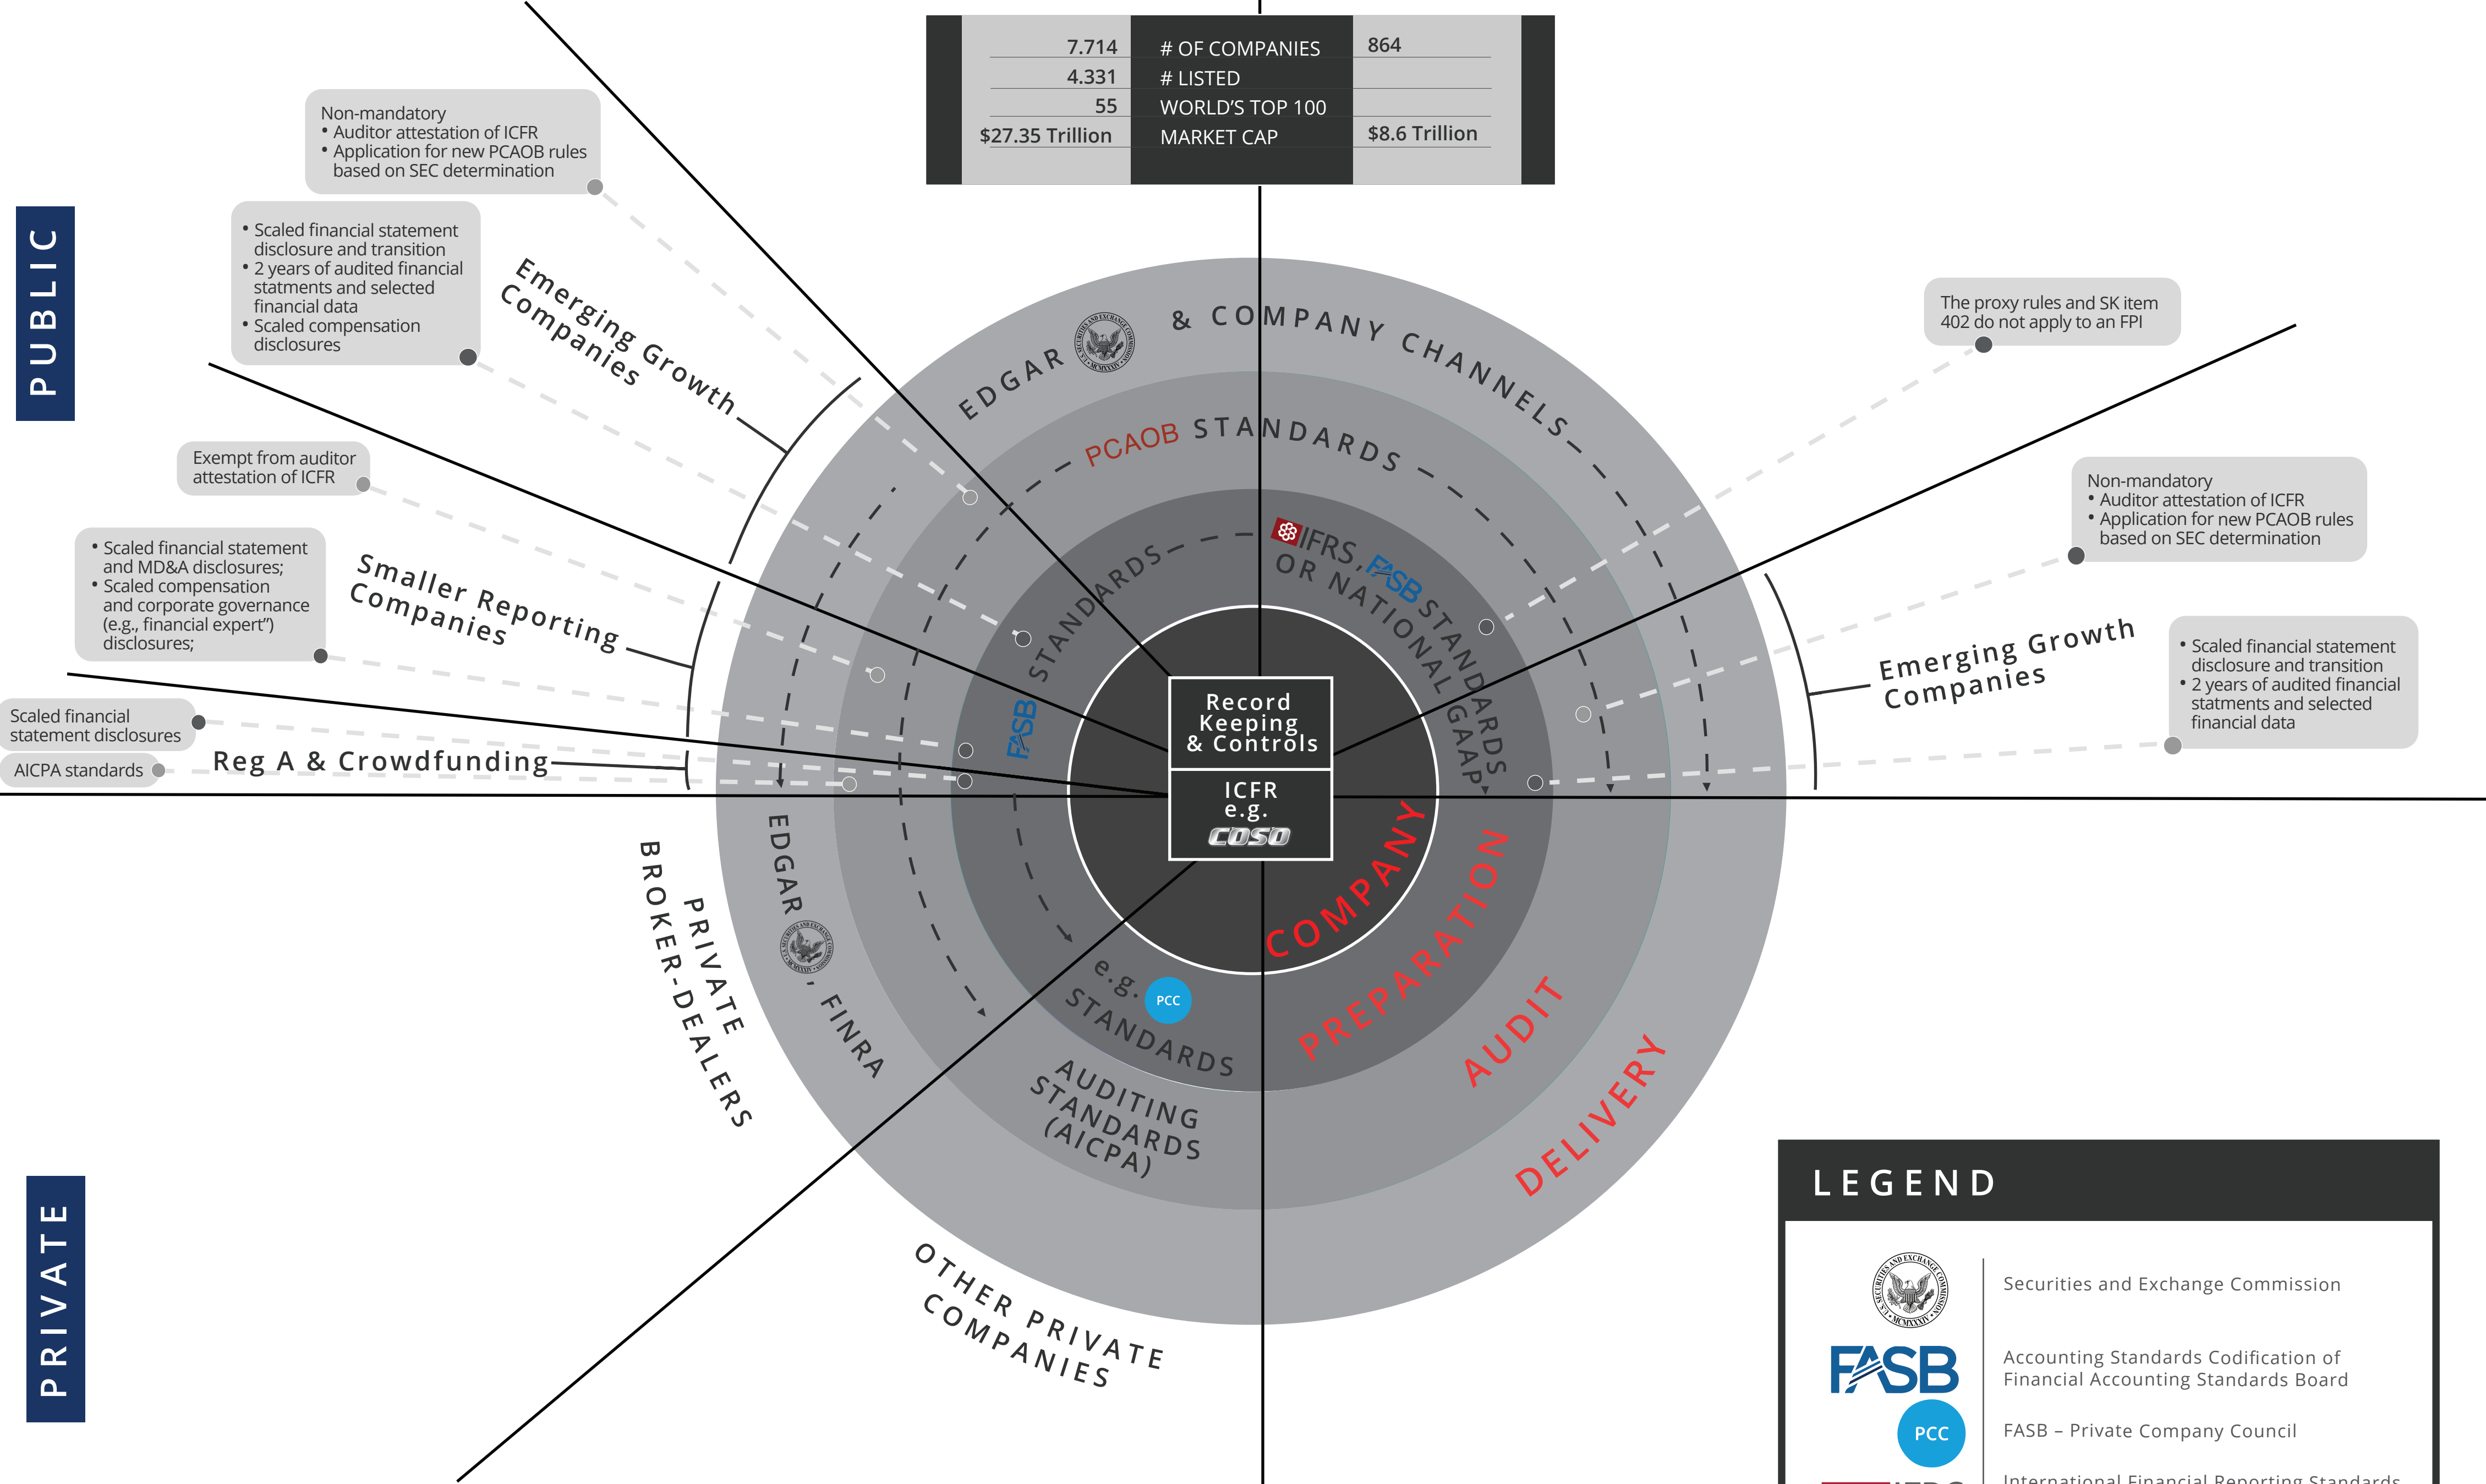 7.714 # OF COMPANIES 864
4.331 # LISTED
55 WORLD’S TOP 100
$27.35 Trillion MARKET CAP $8.6 Trillion
PUBLIC
Non-mandatory
• Auditor attestation of ICFR
• Application for new PCAOB rules
based on SEC determination
• Scaled financial statement
disclosure and transition
• 2 years of audited financial
statments and selected
financial data
• Scaled compensation
disclosures
Emerging Growth
Companies
Exempt from auditor
attestation of ICFR
• Scaled financial statement
and MD&A disclosures;
• Scaled compensation
and corporate governance
(e.g., financial expert”)
disclosures;
Smaller Reporting
Companies
Scaled financial
statement disclosures
AICPA standards
Reg A & Crowdfunding
EDGAR & COMPANY CHANNELS
PCAOB STANDARDS
FASB STANDARDS
IFRS, FASB STANDARDS
OR NATIONAL GAAP
The proxy rules and SK item
402 do not apply to an FPI
Non-mandatory
• Auditor attestation of ICFR
• Application for new PCAOB rules
based on SEC determination
Emerging Growth
Companies
• Scaled financial statement
disclosure and transition
• 2 years of audited financial
statments and selected
financial data
Record
Keeping
& Controls
ICFR
e.g.
COSO
COMPANY
PREPARATION
AUDIT
DELIVERY
EDGAR , FINRA
PRIVATE
BROKER-DEALERS
e.g. PCC
STANDARDS
AUDITING
STANDARDS
(AICPA)
OTHER PRIVATE
COMPANIES
PRIVATE
LEGEND
Securities and Exchange Commission
FASB
Accounting Standards Codification of
Financial Accounting Standards Board
PCC
FASB – Private Company Council
International Financial Reporting Standards